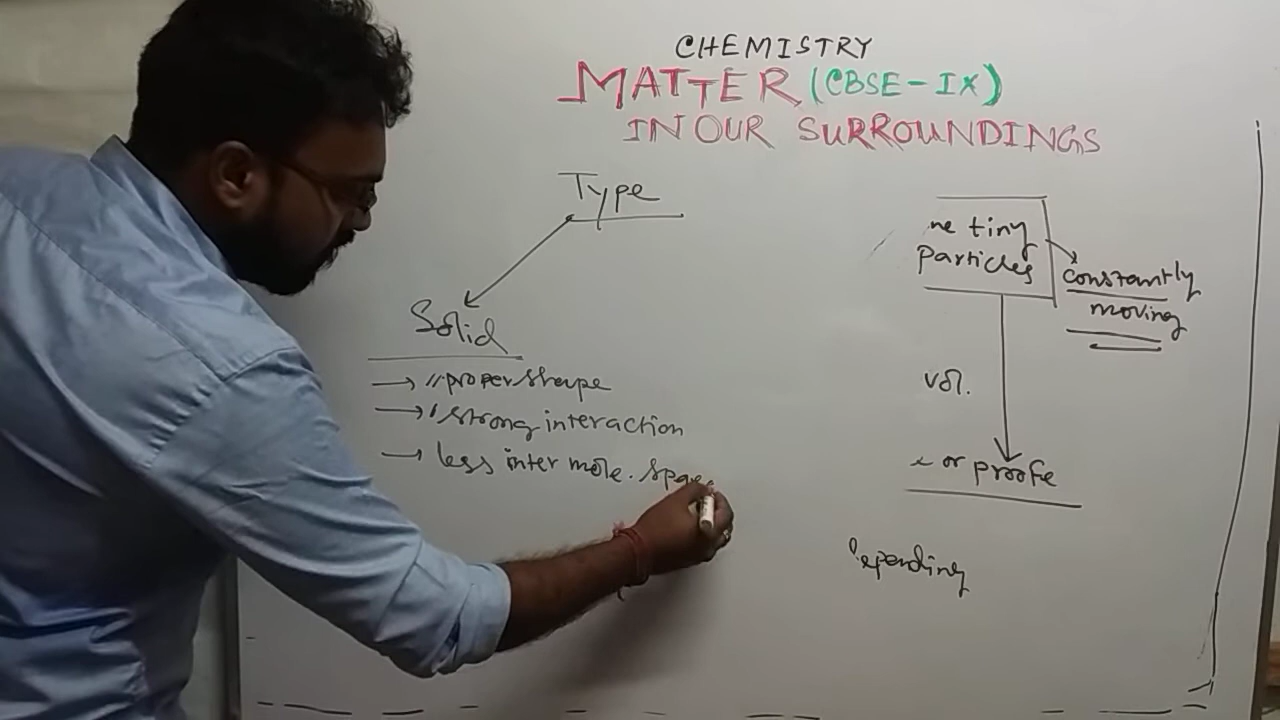 CHEMISTRY
MATTER (CBSE-IX)
IN OUR SURROUNDINGS
Type
Solid
→ proper shape
→ strong interaction
→ less inter mole. space
ne tiny
particles
constantly
moving
vol.
or proofe
depending